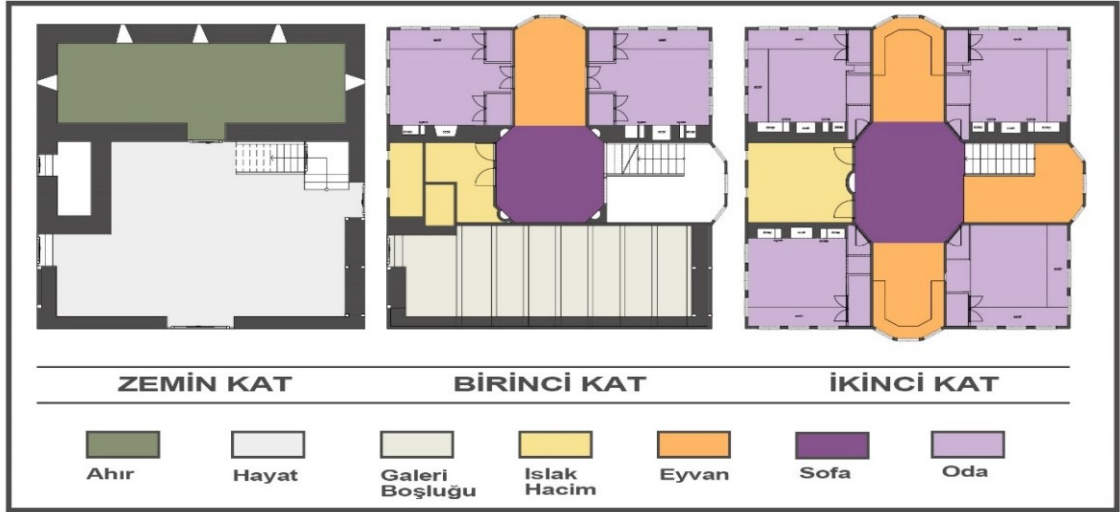 ZEMİN KAT
BİRİNCİ KAT
İKİNCİ KAT
Ahır
Hayat
Galeri
Boşluğu
Islak
Hacim
Eyvan
Sofa
Oda